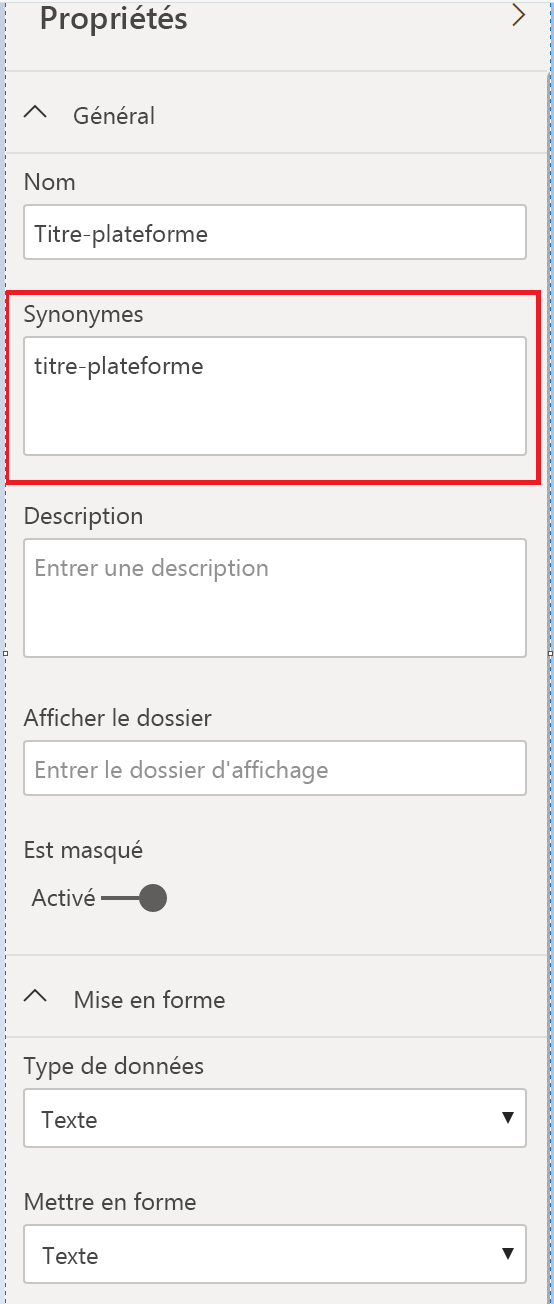 Propriétés
Général
Nom
Titre-plateforme
Synonymes
titre-plateforme
Description
Entrer une description
Afficher le dossier
Entrer le dossier d'affichage
Est masqué
Activé
Mise en forme
Type de données
Texte
Mettre en forme
Texte